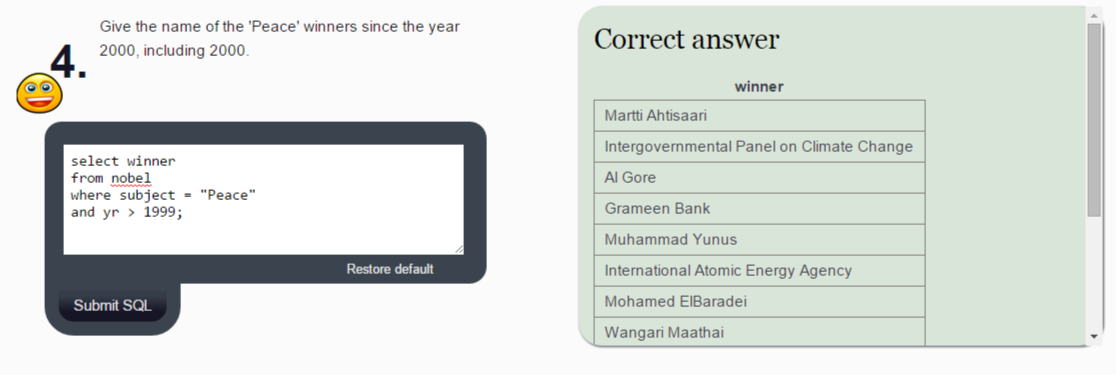 Give the name of the 'Peace' winners since the year
2000, including 2000.
4.
select winner
from nobel
where subject = "Peace"
and yr > 1999;
Restore default
Submit SQL
Correct answer
winner
Martti Ahtisaari
Intergovernmental Panel on Climate Change
Al Gore
Grameen Bank
Muhammad Yunus
International Atomic Energy Agency
Mohamed ElBaradei
Wangari Maathai